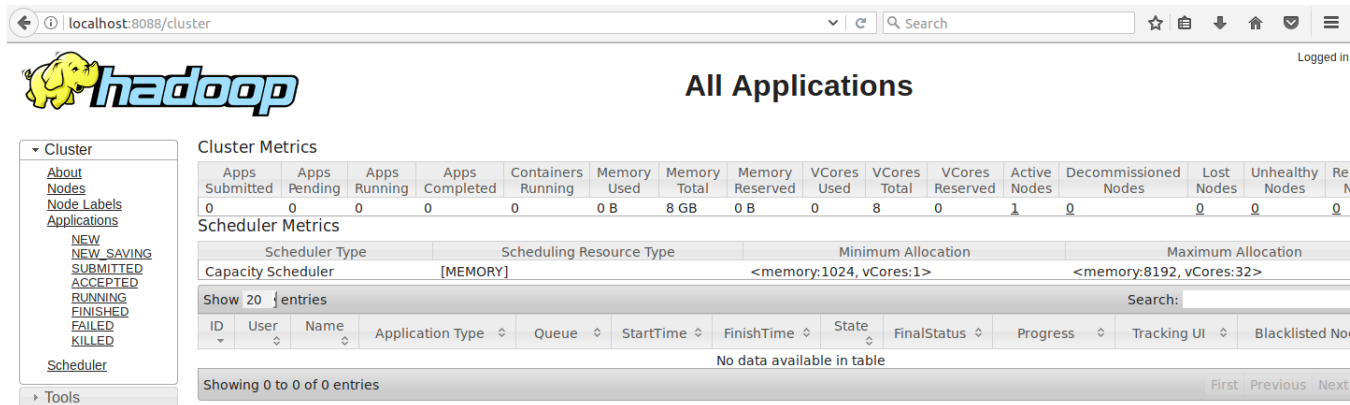 localhost:8088/cluster
Search
Logged in
hadoop
All Applications
Cluster
About
Nodes
Node Labels
Applications
NEW
NEW_SAVING
SUBMITTED
ACCEPTED
RUNNING
FINISHED
FAILED
KILLED
Scheduler
Tools
Cluster Metrics
Apps Submitted Apps Pending Apps Running Apps Completed Containers Running Memory Used Memory Total Memory Reserved VCores Used VCores Total VCores Reserved Active Nodes Decommissioned Nodes Lost Nodes Unhealthy Nodes
0 0 0 0 0 0 B 8 GB 0 B 0 8 0 1 0 0 0 0
Scheduler Metrics
Scheduler Type Scheduling Resource Type Minimum Allocation Maximum Allocation
Capacity Scheduler [MEMORY] <memory:1024, vCores:1> <memory:8192, vCores:32>
Show 20 entries Search:
ID User Name Application Type Queue StartTime FinishTime State FinalStatus Progress Tracking UI Blacklisted
No data available in table
Showing 0 to 0 of 0 entries First Previous Next